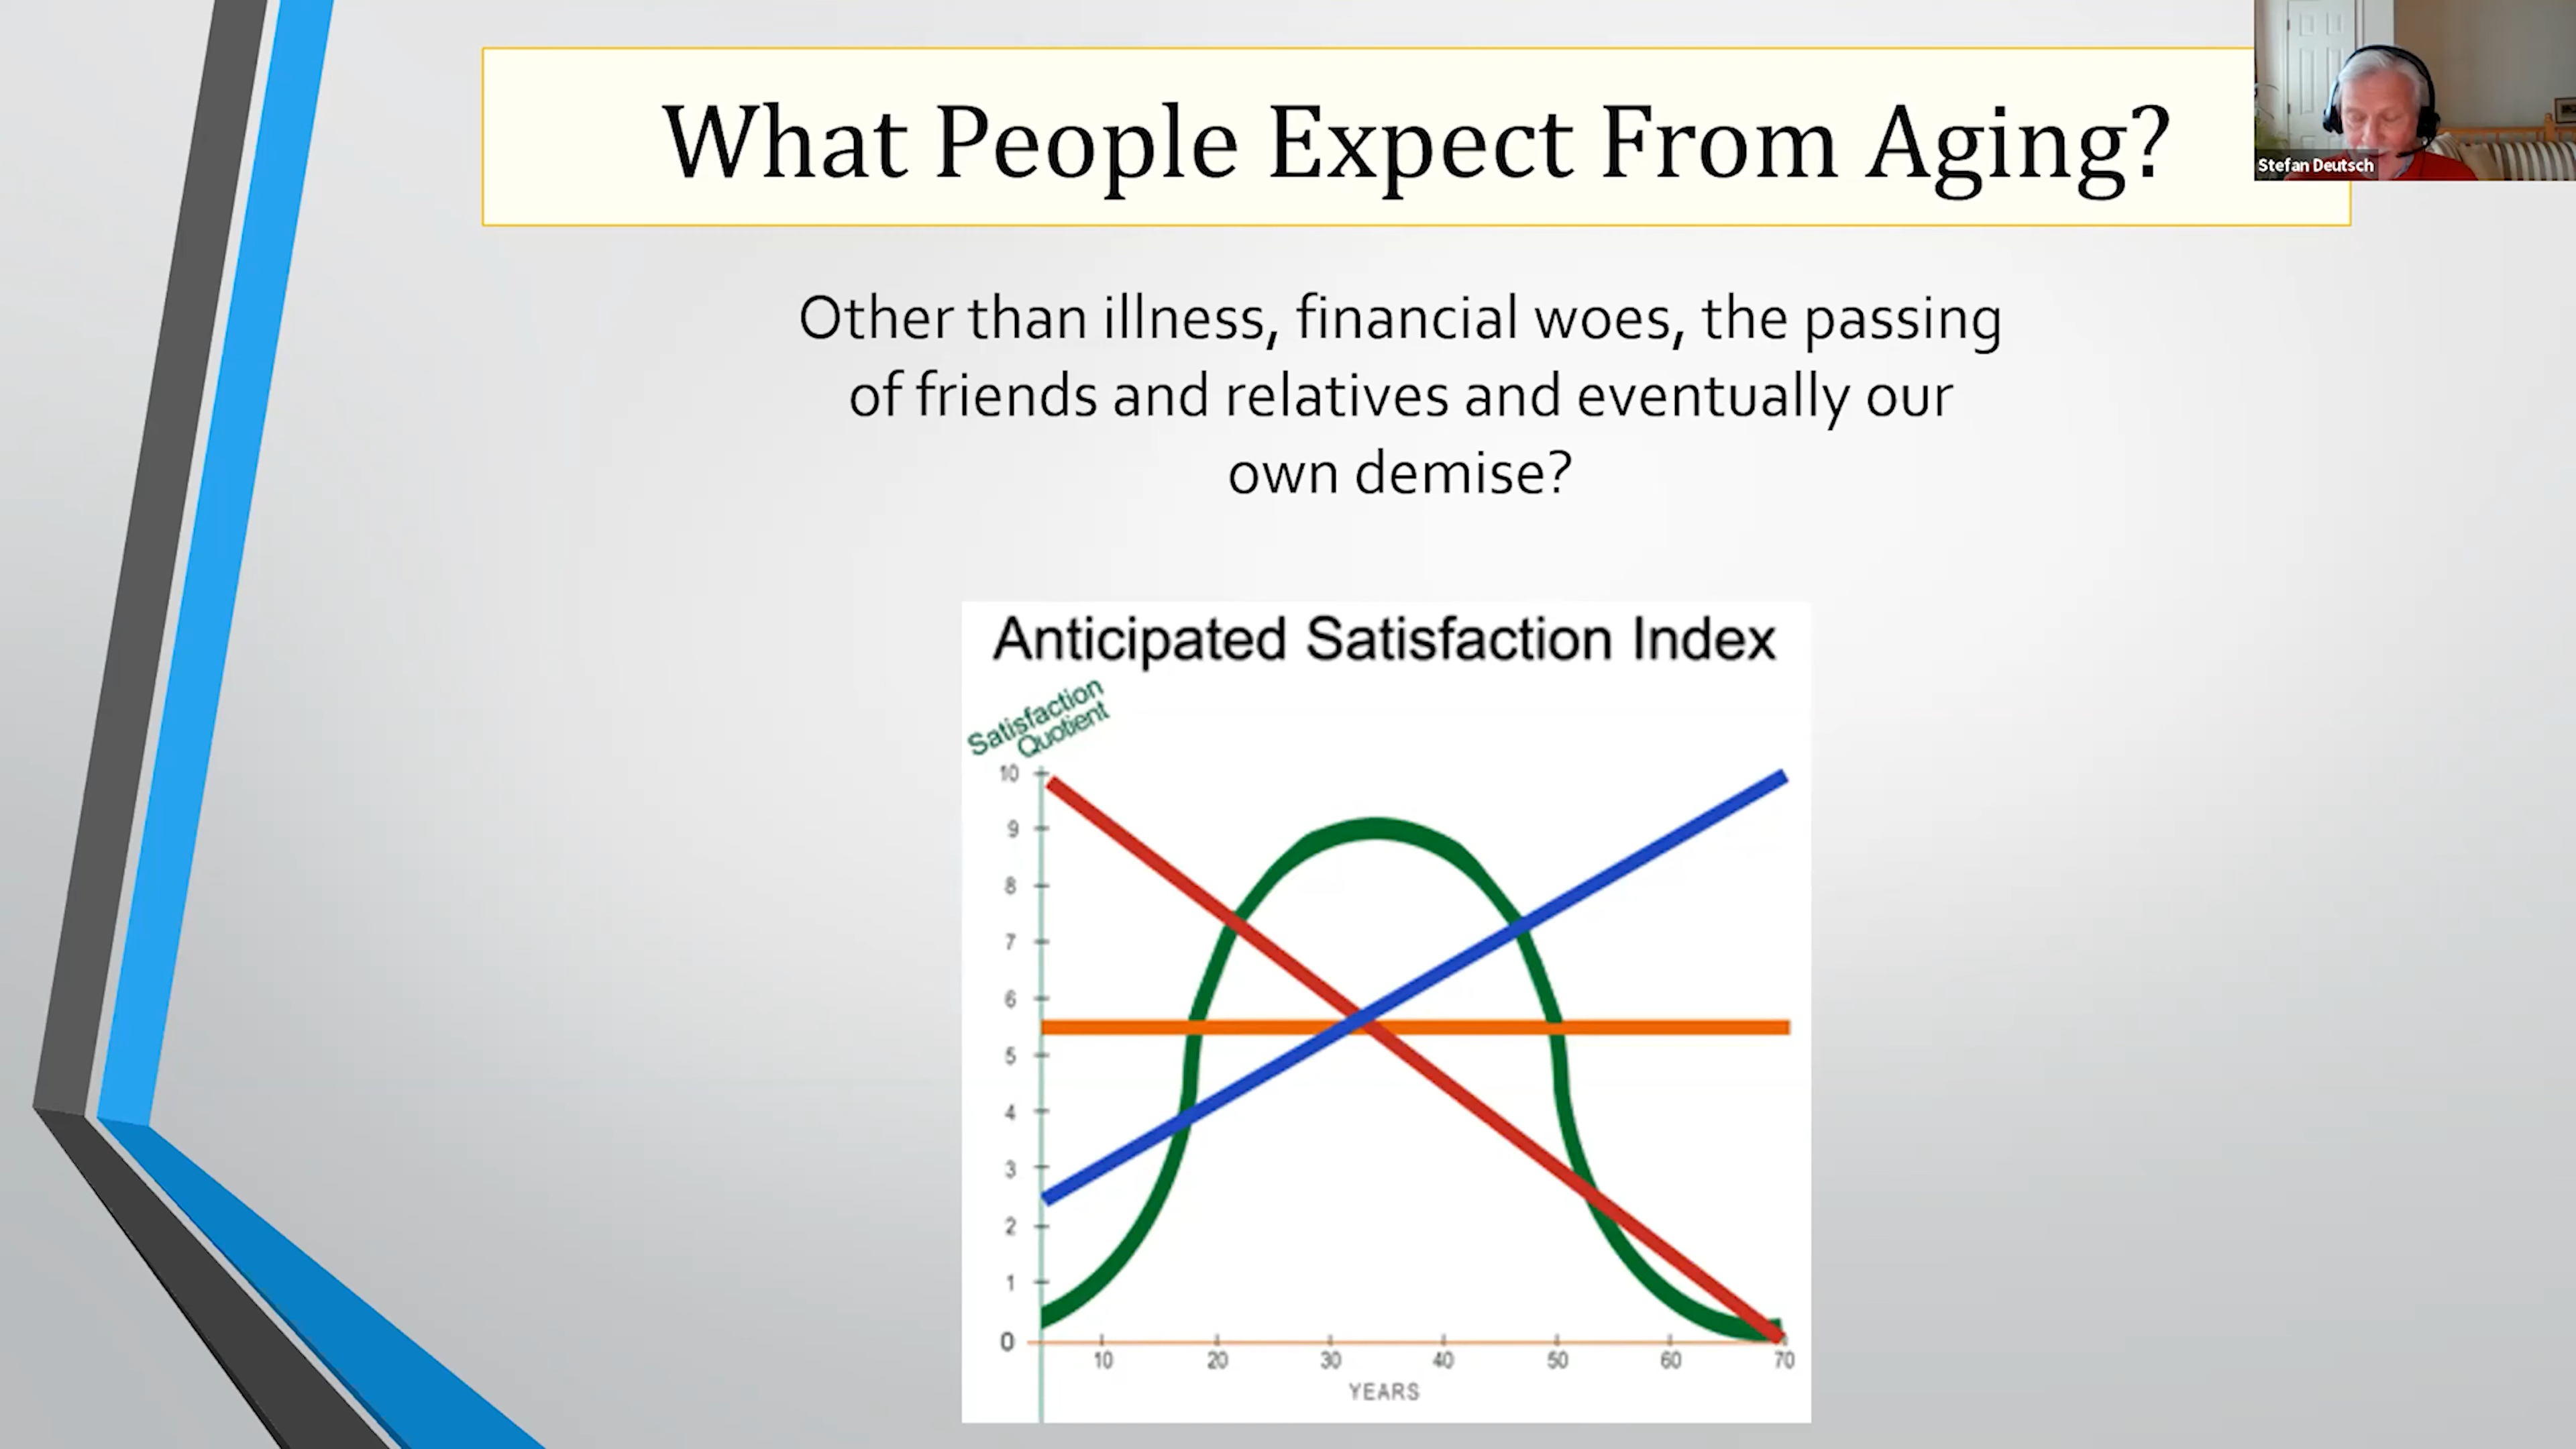 What People Expect From Aging?
Stefan Deutsch
Other than illness, financial woes, the passing
of friends and relatives and eventually our
own demise?
Anticipated Satisfaction Index
Satisfaction
Quotient
10
9
8
7
6
5
4
3
2
1
0
10 20 30 40 50 60 70
YEARS